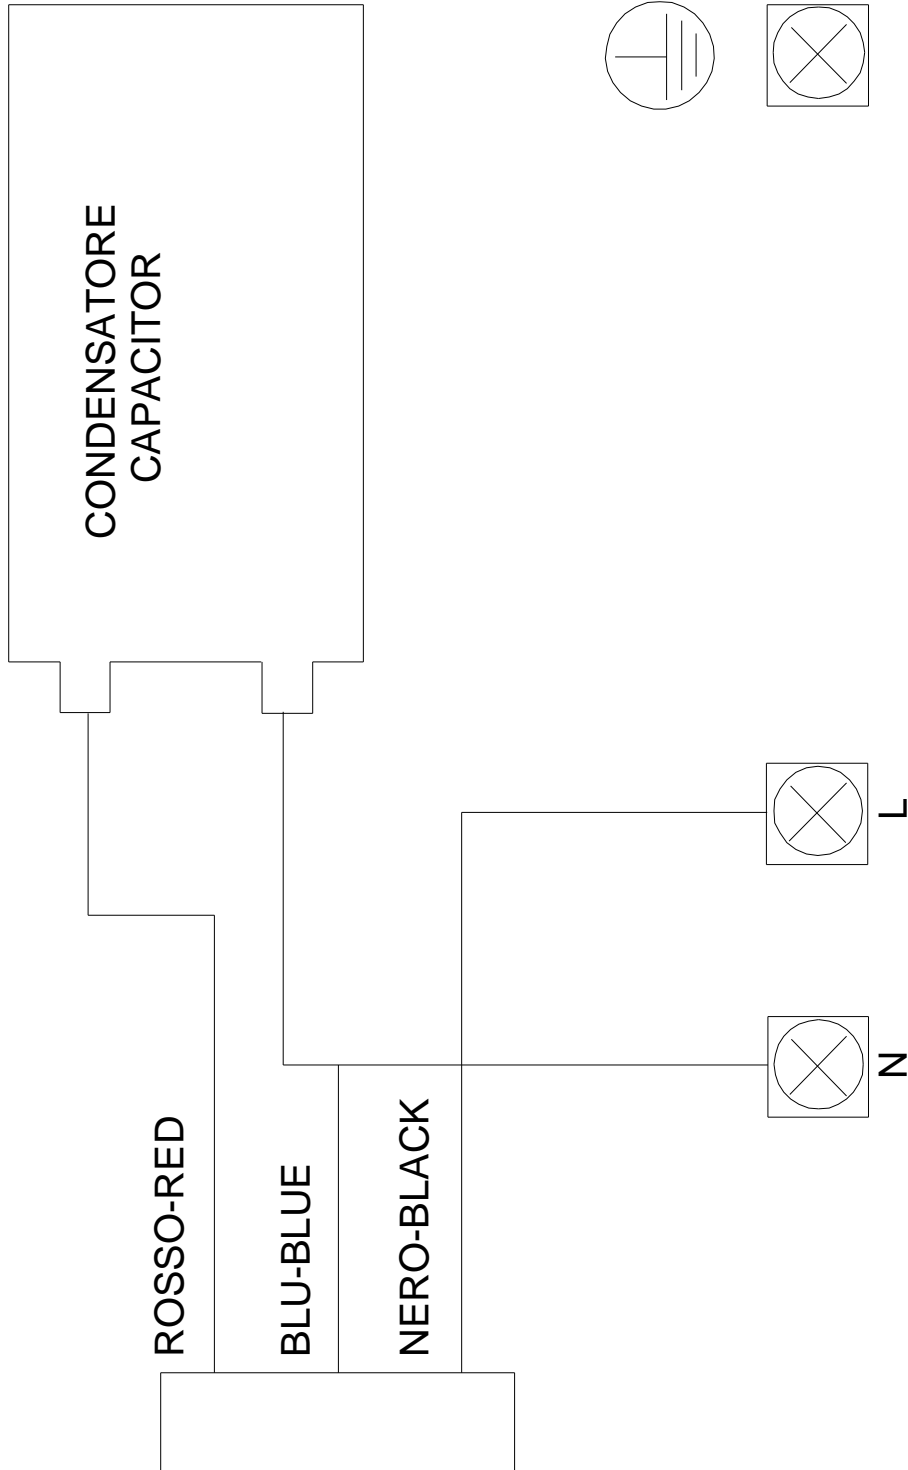 CONDENSATORE
CAPACITOR
ROSSO-RED
BLU-BLUE
NERO-BLACK
L
N